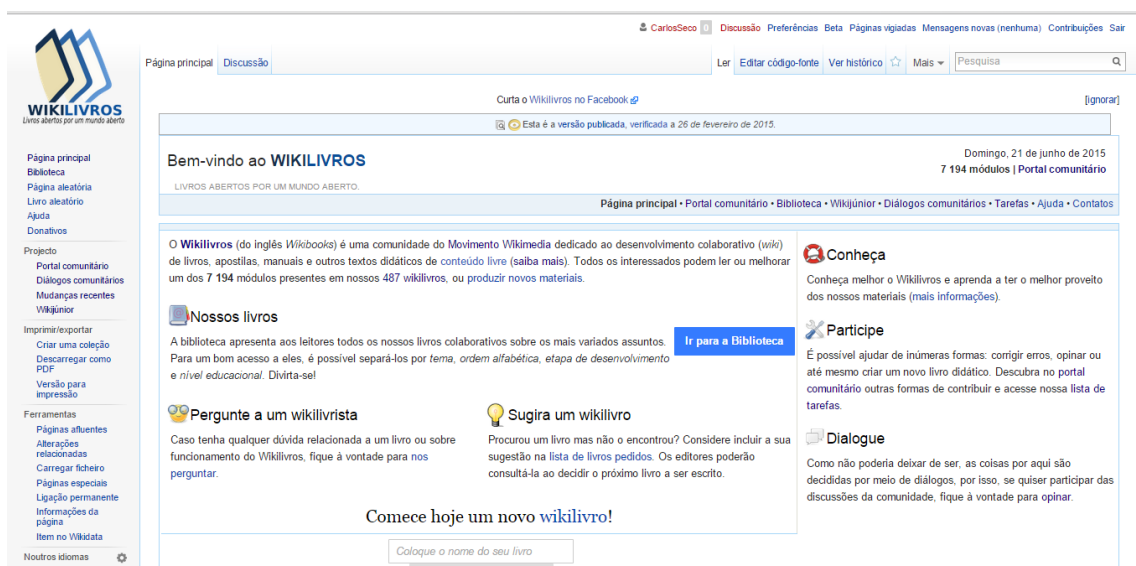 CarlosSeco 0 Discussão Preferências Beta Páginas vigiadas Mensagens novas (nenhuma) Contribuições Sair
Página principal Discussão
Ler Editar código-fonte Ver histórico Mais Pesquisa
WIKILIVROS
Livros abertos por um mundo aberto
Página principal
Biblioteca
Página aleatória
Livro aleatório
Ajuda
Donativos
Projecto
Portal comunitário
Diálogos comunitários
Mudanças recentes
Wikijúnior
Imprimir/exportar
Criar uma coleção
Descarregar como
PDF
Versão para
impressão
Ferramentas
Páginas afluentes
Alterações
relacionadas
Carregar ficheiro
Páginas especiais
Ligação permanente
Informações da
página
Item no Wikidata
Noutros idiomas
Curta o Wikilivros no Facebook
[ignorar]
Esta é a versão publicada, verificada a 26 de fevereiro de 2015.
Bem-vindo ao WIKILIVROS
LIVROS ABERTOS POR UM MUNDO ABERTO.
Domingo, 21 de junho de 2015
7 194 módulos | Portal comunitário
Página principal • Portal comunitário • Biblioteca • Wikijúnior • Diálogos comunitários • Tarefas • Ajuda • Contatos
O Wikilivros (do inglês Wikibooks) é uma comunidade do Movimento Wikimedia dedicado ao desenvolvimento colaborativo (wiki)
de livros, apostilas, manuais e outros textos didáticos de conteúdo livre (saiba mais). Todos os interessados podem ler ou melhorar
um dos 7 194 módulos presentes em nossos 487 wikilivros, ou produzir novos materiais.
Nossos livros
A biblioteca apresenta aos leitores todos os nossos livros colaborativos sobre os mais variados assuntos.
Para um bom acesso a eles, é possível separá-los por tema, ordem alfabética, etapa de desenvolvimento
e nível educacional. Divirta-se!
Ir para a Biblioteca
Pergunte a um wikilivrista
Caso tenha qualquer dúvida relacionada a um livro ou sobre
funcionamento do Wikilivros, fique à vontade para nos
perguntar.
Sugira um wikilivro
Procurou um livro mas não o encontrou? Considere incluir a sua
sugestão na lista de livros pedidos. Os editores poderão
consultá-la ao decidir o próximo livro a ser escrito.
Comece hoje um novo wikilivro!
Coloque o nome do seu livro
Conheça
Conheça melhor o Wikilivros e aprenda a ter o melhor proveito
dos nossos materiais (mais informações).
Participe
É possível ajudar de inúmeras formas: corrigir erros, opinar ou
até mesmo criar um novo livro didático. Descubra no portal
comunitário outras formas de contribuir e acesse nossa lista de
tarefas.
Dialogue
Como não poderia deixar de ser, as coisas por aqui são
decididas por meio de diálogos, por isso, se quiser participar das
discussões da comunidade, fique à vontade para opinar.